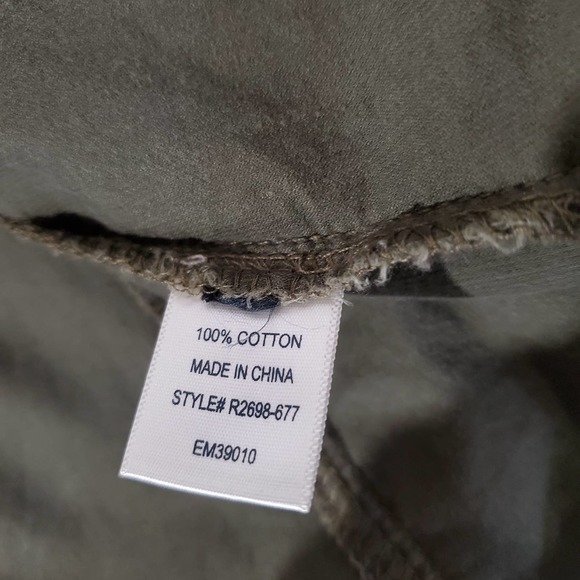 100% COTTON
MADE IN CHINA
STYLE# R2698-677
EM39010